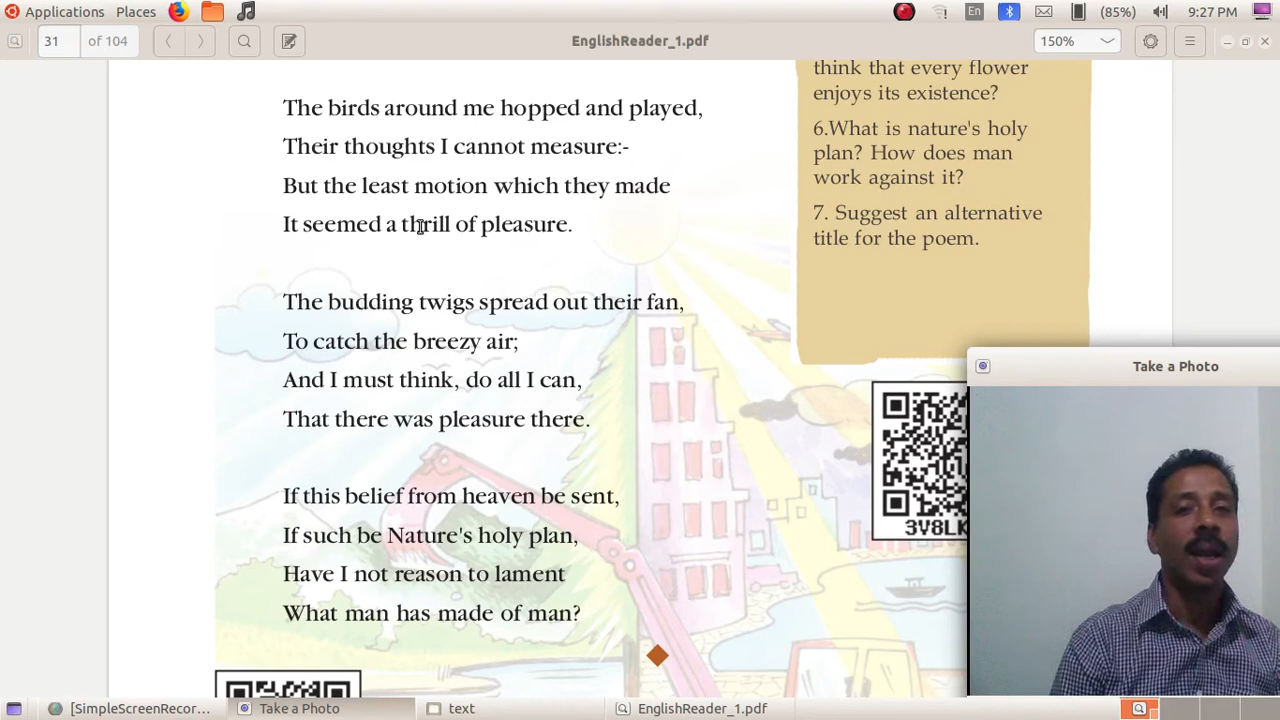 Applications Places En (85%) 9:27 PM
31 of 104 EnglishReader_1.pdf 150%
The birds around me hopped and played,
Their thoughts I cannot measure:-
But the least motion which they made
It seemed a thrill of pleasure.
The budding twigs spread out their fan,
To catch the breezy air;
And I must think, do all I can,
That there was pleasure there.
If this belief from heaven be sent,
If such be Nature's holy plan,
Have I not reason to lament
What man has made of man?
think that every flower
enjoys its existence?
6.What is nature's holy
plan? How does man
work against it?
7. Suggest an alternative
title for the poem.
Take a Photo
3V8LK
[SimpleScreenRecor... Take a Photo text EnglishReader_1.pdf